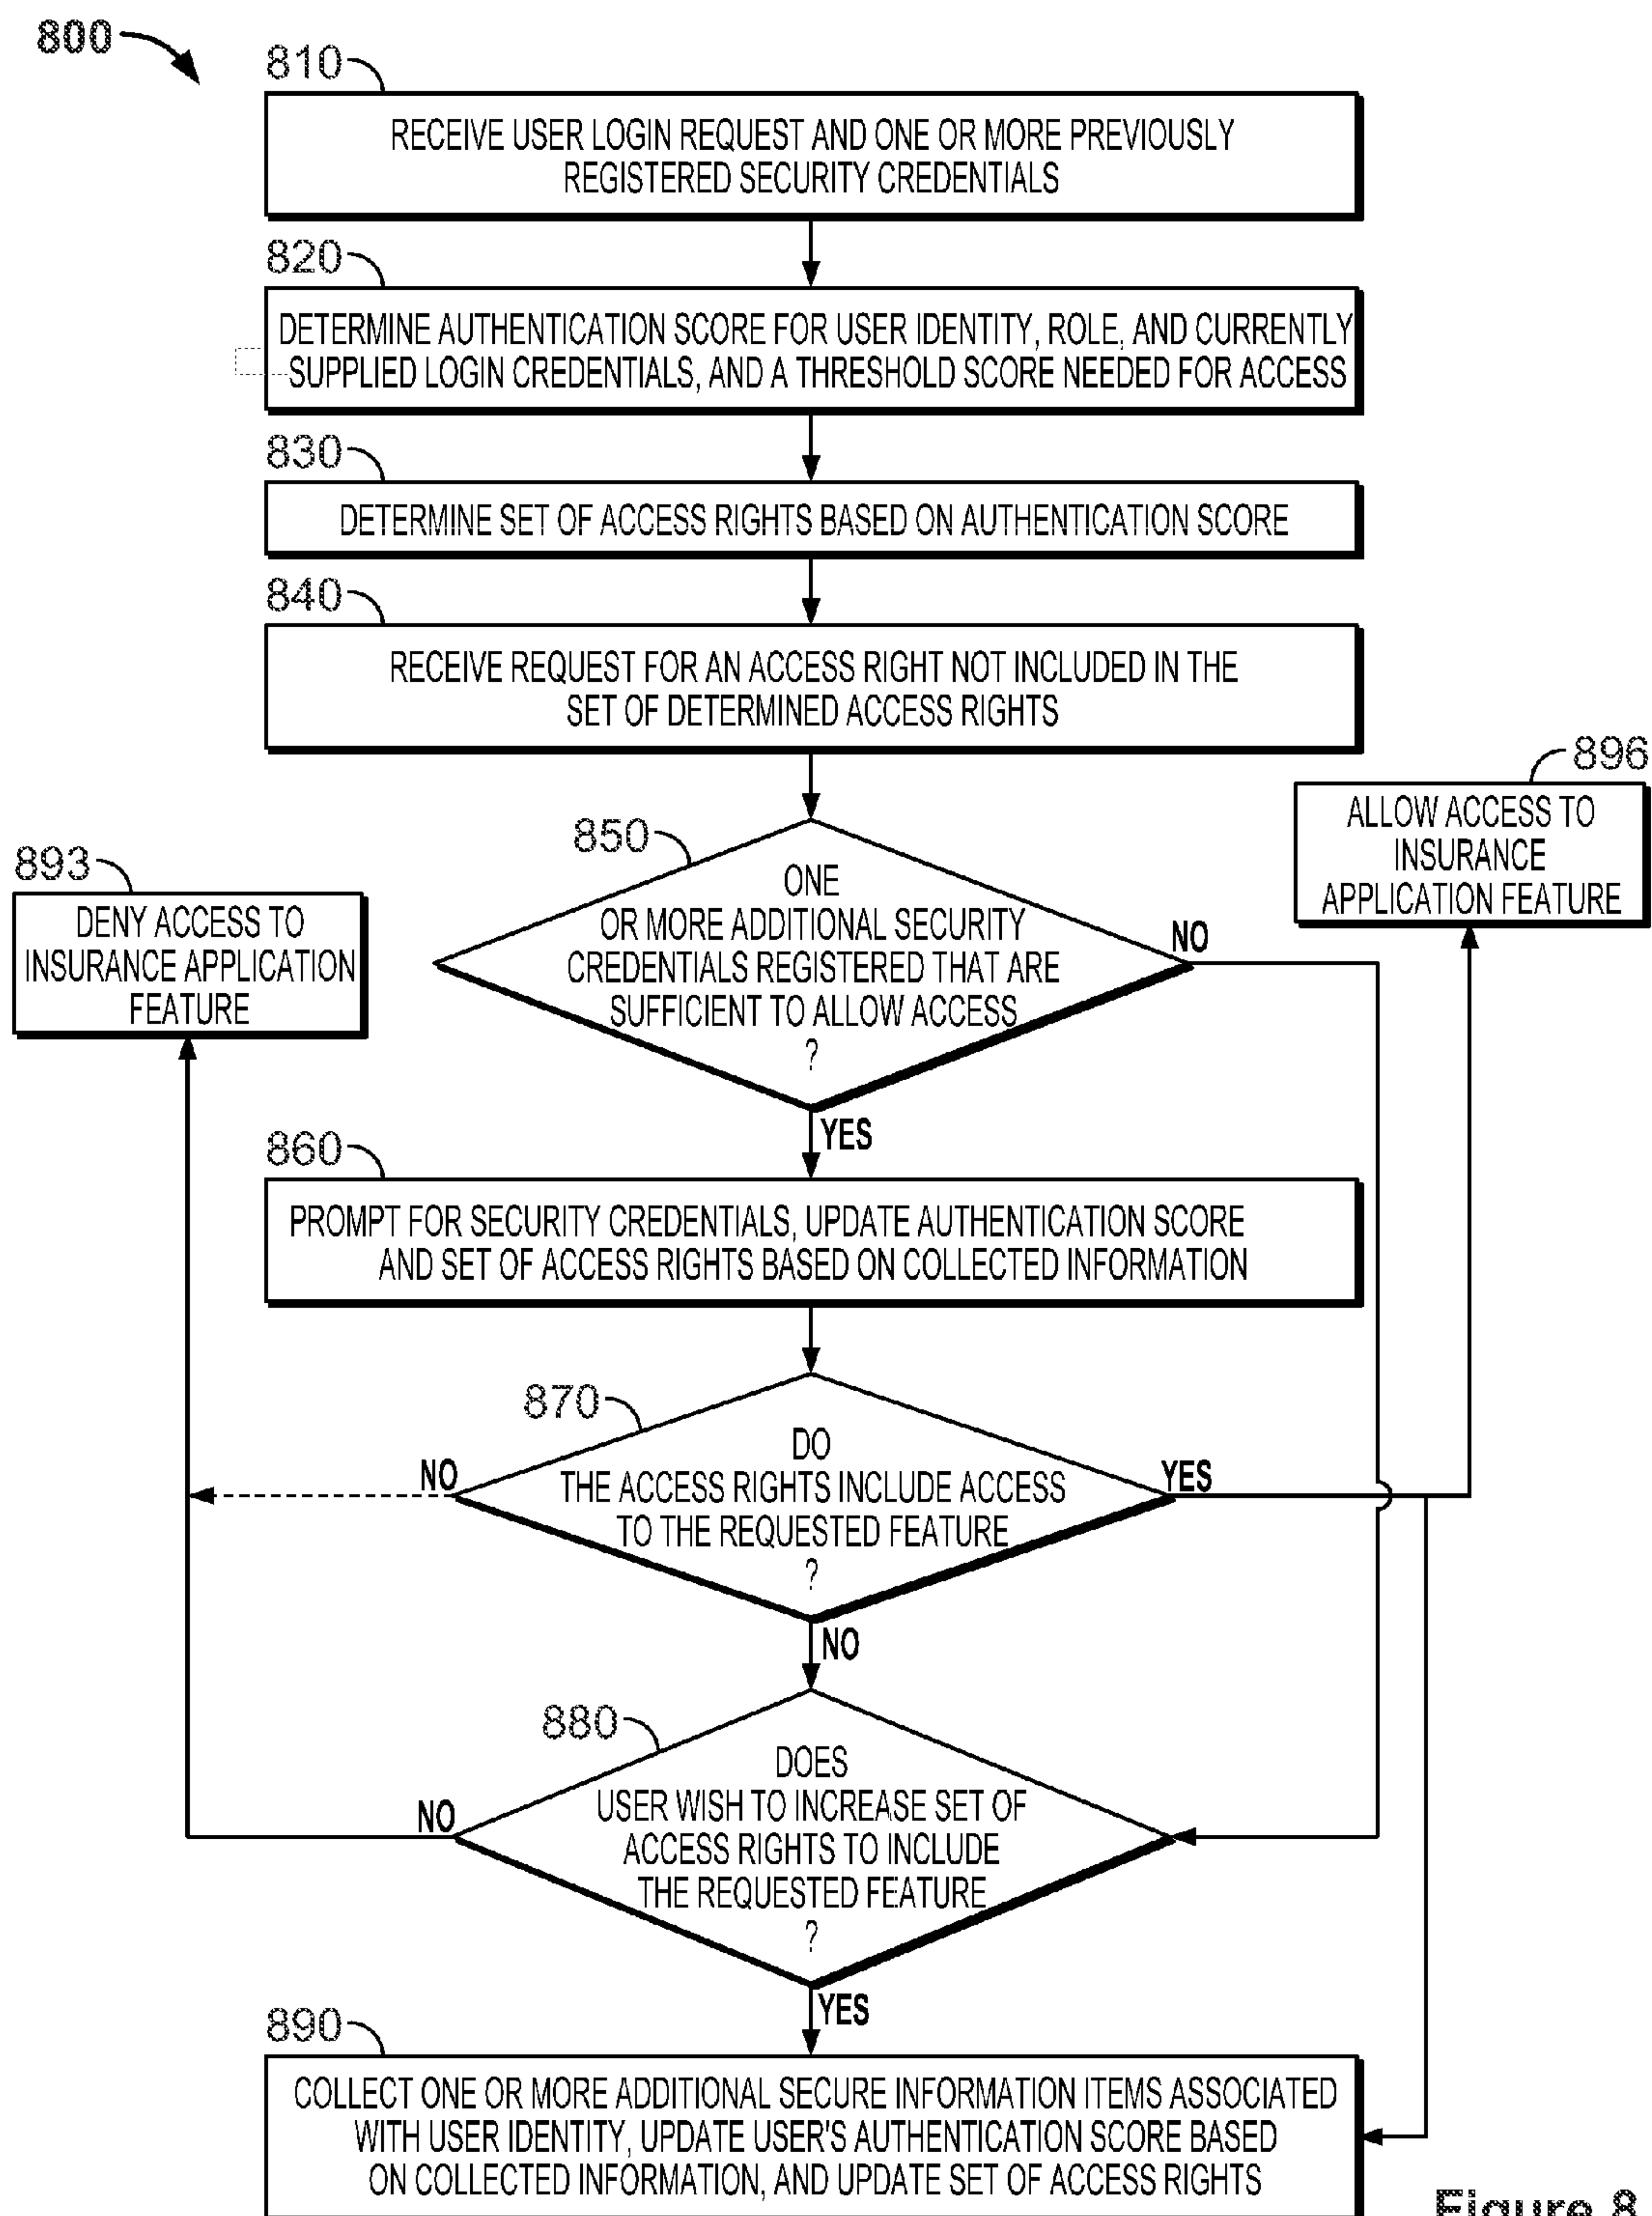 800
810
RECEIVE USER LOGIN REQUEST AND ONE OR MORE PREVIOUSLY
REGISTERED SECURITY CREDENTIALS
820
DETERMINE AUTHENTICATION SCORE FOR USER IDENTITY, ROLE, AND CURRENTLY
SUPPLIED LOGIN CREDENTIALS, AND A THRESHOLD SCORE NEEDED FOR ACCESS
830
DETERMINE SET OF ACCESS RIGHTS BASED ON AUTHENTICATION SCORE
840
RECEIVE REQUEST FOR AN ACCESS RIGHT NOT INCLUDED IN THE
SET OF DETERMINED ACCESS RIGHTS
896
ALLOW ACCESS TO
INSURANCE
APPLICATION FEATURE
850
ONE
OR MORE ADDITIONAL SECURITY
CREDENTIALS REGISTERED THAT ARE
SUFFICIENT TO ALLOW ACCESS
?
NO
YES
893
DENY ACCESS TO
INSURANCE APPLICATION
FEATURE
860
PROMPT FOR SECURITY CREDENTIALS, UPDATE AUTHENTICATION SCORE
AND SET OF ACCESS RIGHTS BASED ON COLLECTED INFORMATION
870
DO
THE ACCESS RIGHTS INCLUDE ACCESS
TO THE REQUESTED FEATURE
?
NO
YES
NO
880
DOES
USER WISH TO INCREASE SET OF
ACCESS RIGHTS TO INCLUDE
THE REQUESTED FEATURE
?
NO
YES
890
COLLECT ONE OR MORE ADDITIONAL SECURE INFORMATION ITEMS ASSOCIATED
WITH USER IDENTITY, UPDATE USER'S AUTHENTICATION SCORE BASED
ON COLLECTED INFORMATION, AND UPDATE SET OF ACCESS RIGHTS
Figure 8